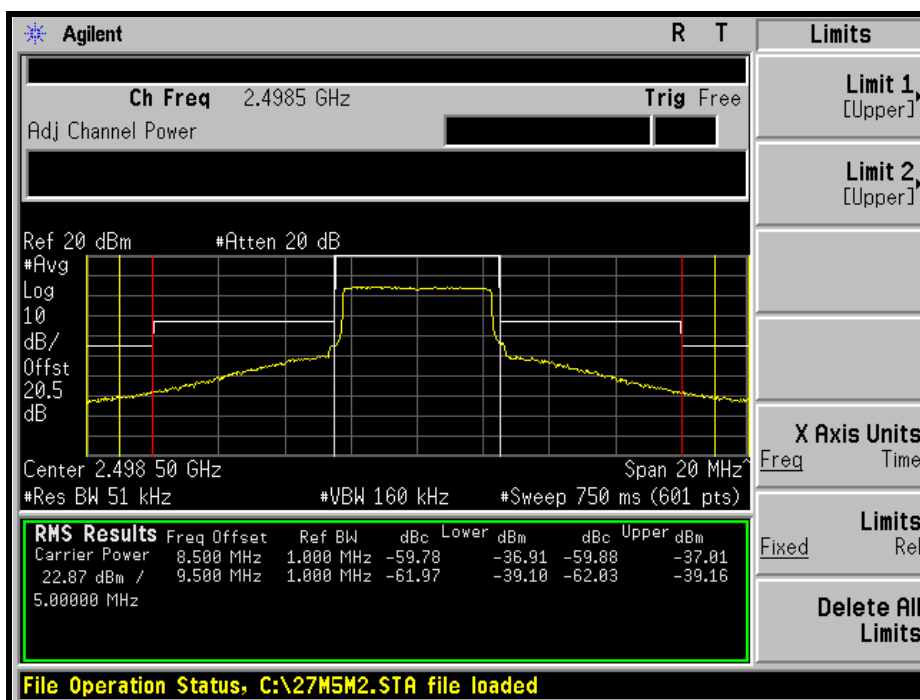 Agilent R T
Limits
Ch Freq 2.4985 GHz Trig Free
Adj Channel Power
Limit 1
[Upper]
Limit 2
[Upper]
Ref 20 dBm #Atten 20 dB
#Avg
Log
10
dB/
Offst
20.5
dB
Center 2.498 50 GHz Span 20 MHz^
#Res BW 51 kHz #VBW 160 kHz #Sweep 750 ms (601 pts)
X Axis Units
Freq Time
Limits
Fixed Rel
Delete All
Limits
RMS Results Freq Offset Ref BW dBc Lower dBm dBc Upper dBm
Carrier Power 8.500 MHz 1.000 MHz -59.78 -36.91 -59.88 -37.01
22.87 dBm / 9.500 MHz 1.000 MHz -61.97 -39.10 -62.03 -39.16
5.00000 MHz
File Operation Status, C:\27M5M2.STA file loaded